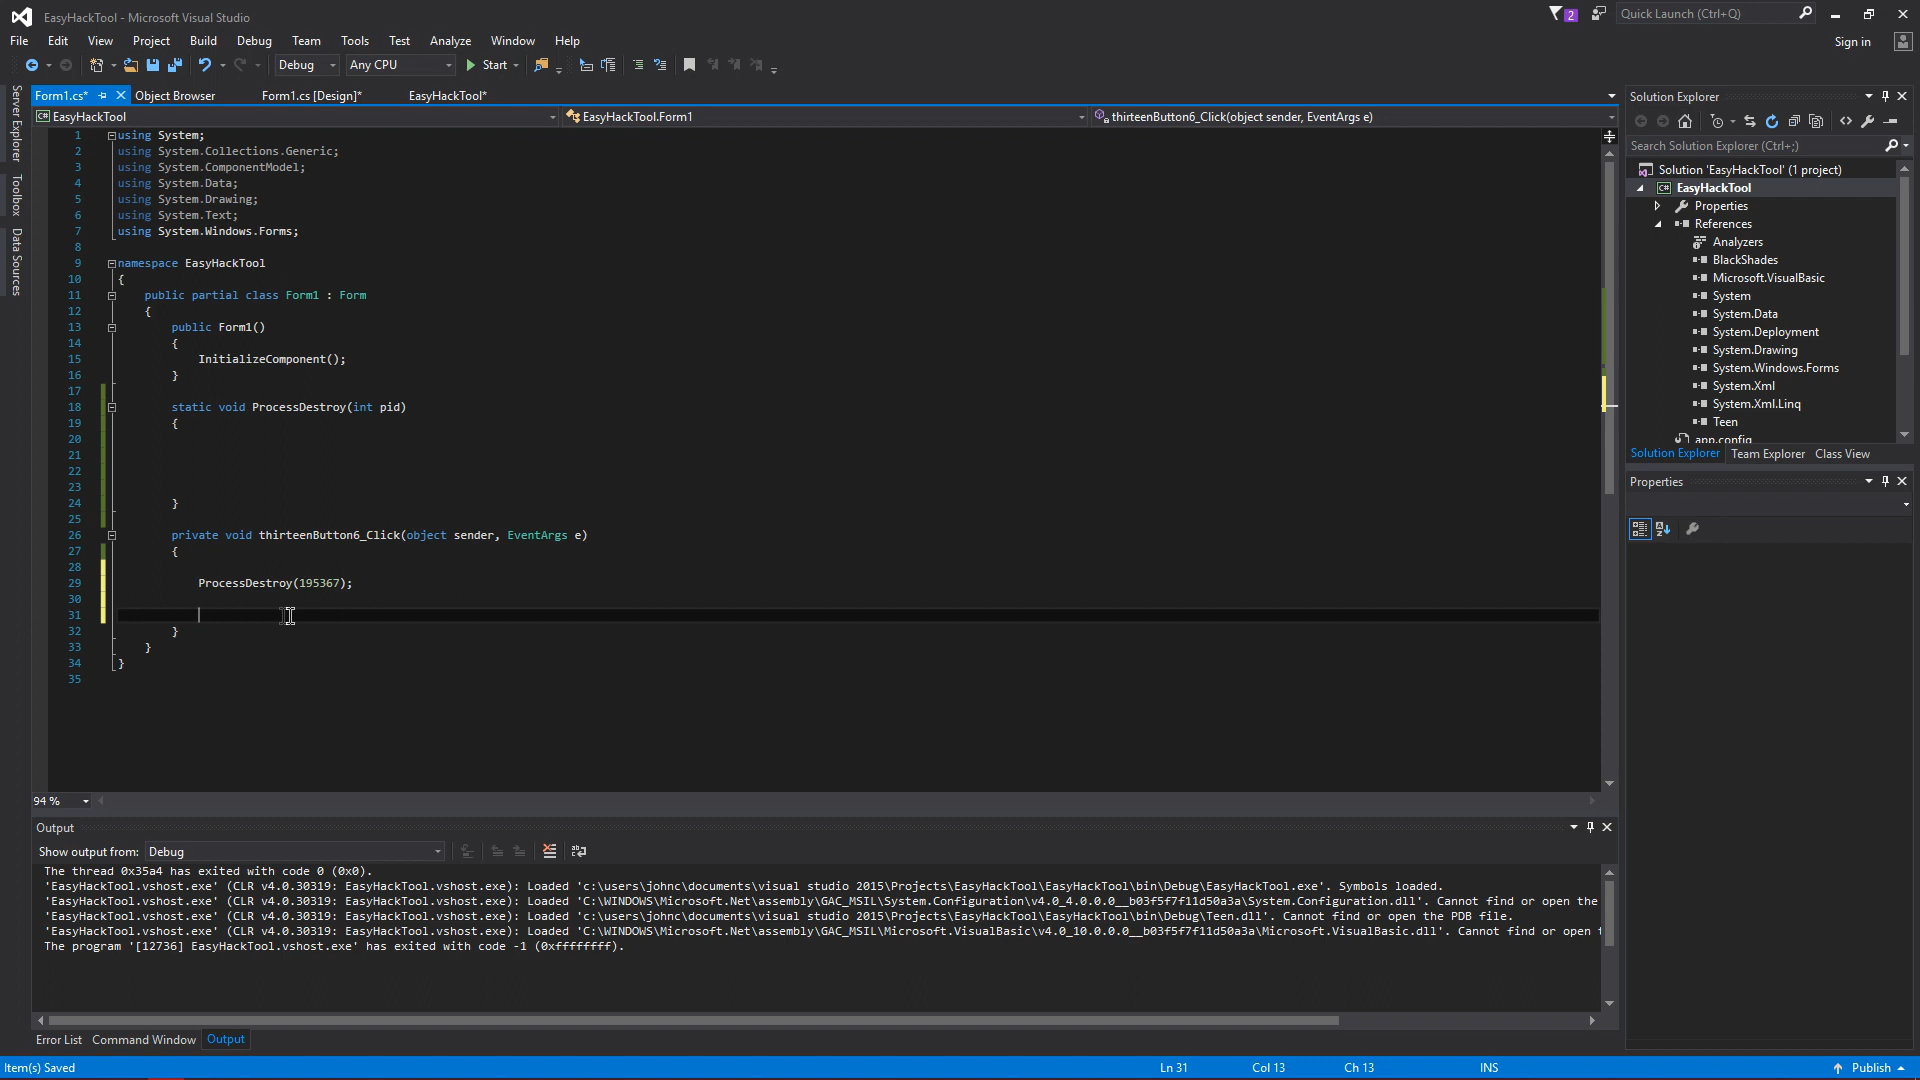 EasyHackTool - Microsoft Visual Studio
2
Quick Launch (Ctrl+Q)
File Edit View Project Build Debug Team Tools Test Analyze Window Help
Sign in
Debug
Any CPU
Start
Form1.cs*
Object Browser
Form1.cs [Design]*
EasyHackTool*
C# EasyHackTool
EasyHackTool.Form1
thirteenButton6_Click(object sender, EventArgs e)
Server Explorer
Toolbox
Data Sources
1 using System;
2 using System.Collections.Generic;
3 using System.ComponentModel;
4 using System.Data;
5 using System.Drawing;
6 using System.Text;
7 using System.Windows.Forms;
8
9 namespace EasyHackTool
10 {
11 public partial class Form1 : Form
12 {
13 public Form1()
14 {
15 InitializeComponent();
16 }
17
18 static void ProcessDestroy(int pid)
19 {
20
21
22
23
24 }
25
26 private void thirteenButton6_Click(object sender, EventArgs e)
27 {
28
29 ProcessDestroy(195367);
30
31
32 }
33 }
34 }
35
94 %
Solution Explorer
Search Solution Explorer (Ctrl+;)
Solution 'EasyHackTool' (1 project)
C# EasyHackTool
Properties
References
Analyzers
BlackShades
Microsoft.VisualBasic
System
System.Data
System.Deployment
System.Drawing
System.Windows.Forms
System.Xml
System.Xml.Linq
Teen
app.config
Solution Explorer Team Explorer Class View
Properties
Output
Show output from: Debug
The thread 0x35a4 has exited with code 0 (0x0).
'EasyHackTool.vshost.exe' (CLR v4.0.30319: EasyHackTool.vshost.exe): Loaded 'c:\users\johnc\documents\visual studio 2015\Projects\EasyHackTool\EasyHackTool\bin\Debug\EasyHackTool.exe'. Symbols loaded.
'EasyHackTool.vshost.exe' (CLR v4.0.30319: EasyHackTool.vshost.exe): Loaded 'C:\WINDOWS\Microsoft.Net\assembly\GAC_MSIL\System.Configuration\v4.0_4.0.0.0__b03f5f7f11d50a3a\System.Configuration.dll'. Cannot find or open the
'EasyHackTool.vshost.exe' (CLR v4.0.30319: EasyHackTool.vshost.exe): Loaded 'c:\users\johnc\documents\visual studio 2015\Projects\EasyHackTool\EasyHackTool\bin\Debug\Teen.dll'. Cannot find or open the PDB file.
'EasyHackTool.vshost.exe' (CLR v4.0.30319: EasyHackTool.vshost.exe): Loaded 'C:\WINDOWS\Microsoft.Net\assembly\GAC_MSIL\Microsoft.VisualBasic\v4.0_10.0.0.0__b03f5f7f11d50a3a\Microsoft.VisualBasic.dll'. Cannot find or open
The program '[12736] EasyHackTool.vshost.exe' has exited with code -1 (0xffffffff).
Error List Command Window Output
Item(s) Saved
Ln 31
Col 13
Ch 13
INS
Publish